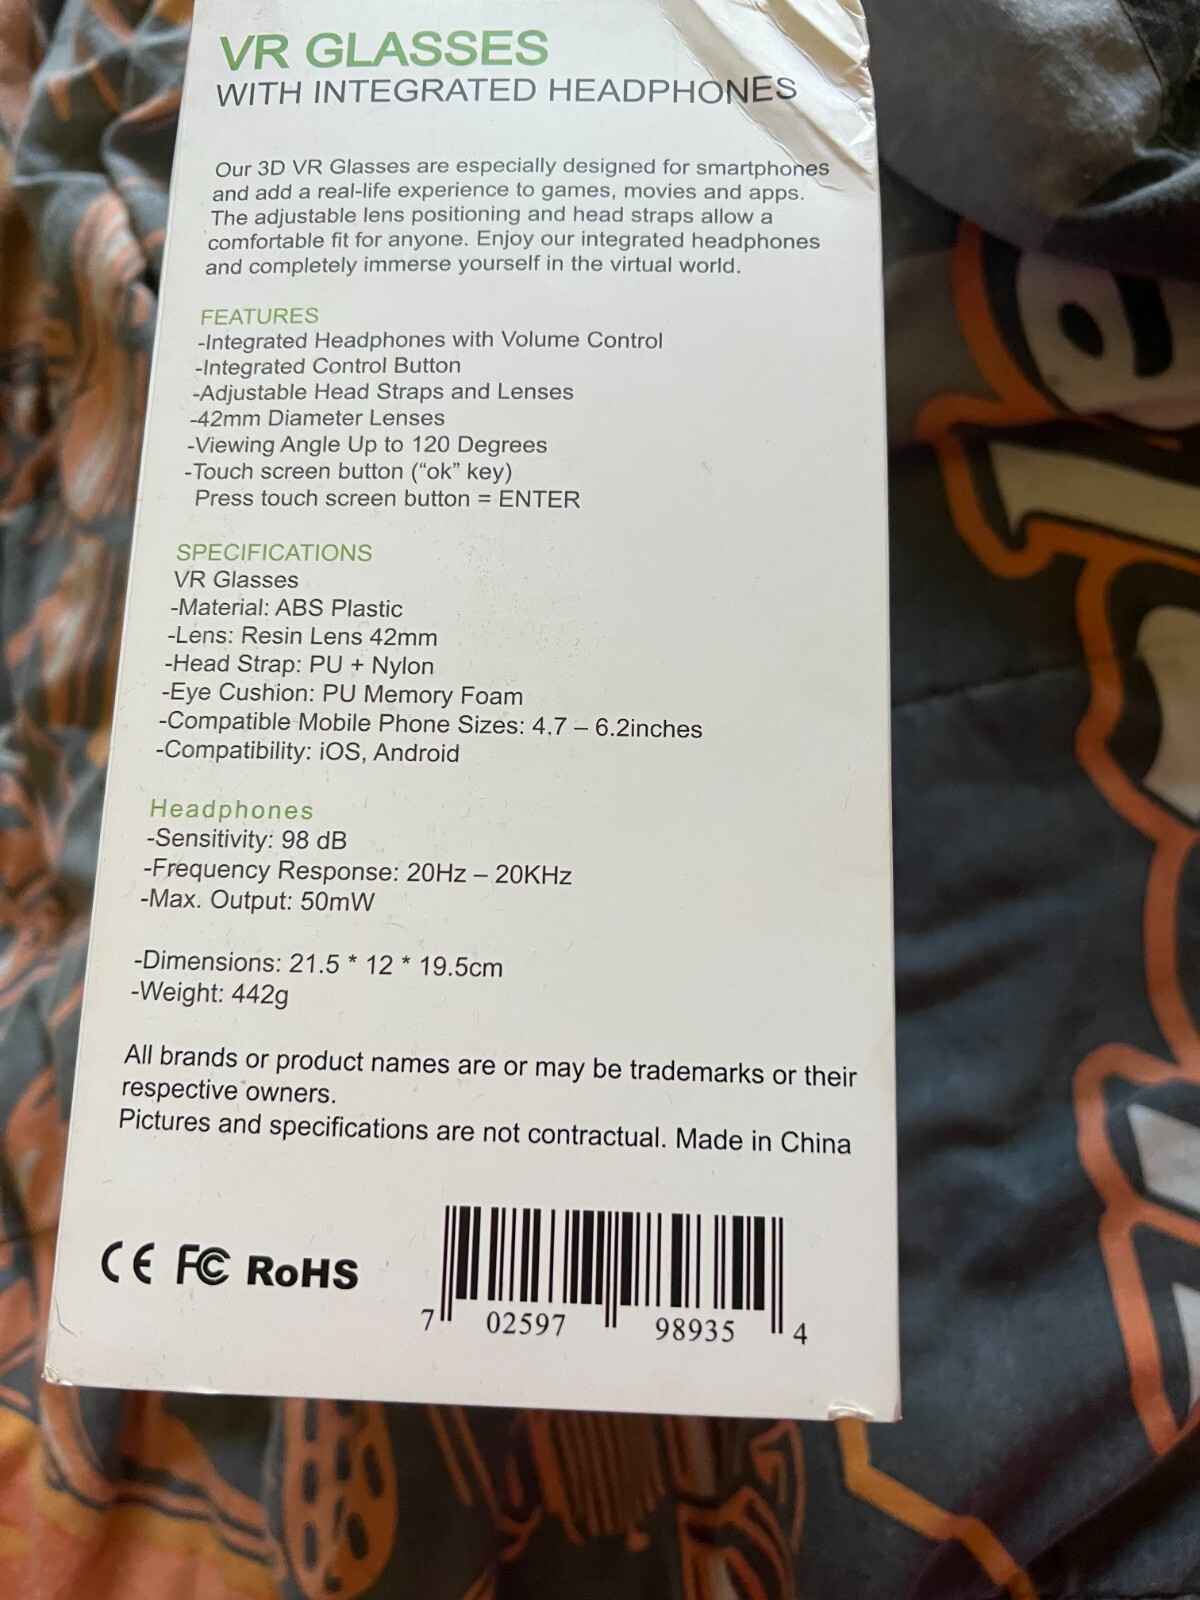 VR GLASSES
WITH INTEGRATED HEADPHONES
Our 3D VR Glasses are especially designed for smartphones
and add a real-life experience to games, movies and apps.
The adjustable lens positioning and head straps allow a
comfortable fit for anyone. Enjoy our integrated headphones
and completely immerse yourself in the virtual world.
FEATURES
-Integrated Headphones with Volume Control
-Integrated Control Button
-Adjustable Head Straps and Lenses
-42mm Diameter Lenses
-Viewing Angle Up to 120 Degrees
-Touch screen button (“ok” key)
Press touch screen button = ENTER
SPECIFICATIONS
VR Glasses
-Material: ABS Plastic
-Lens: Resin Lens 42mm
-Head Strap: PU + Nylon
-Eye Cushion: PU Memory Foam
-Compatible Mobile Phone Sizes: 4.7 – 6.2inches
-Compatibility: iOS, Android
Headphones
-Sensitivity: 98 dB
-Frequency Response: 20Hz – 20KHz
-Max. Output: 50mW
-Dimensions: 21.5 * 12 * 19.5cm
-Weight: 442g
All brands or product names are or may be trademarks or their
respective owners.
Pictures and specifications are not contractual. Made in China
CE FC RoHS
7 02597 98935 4